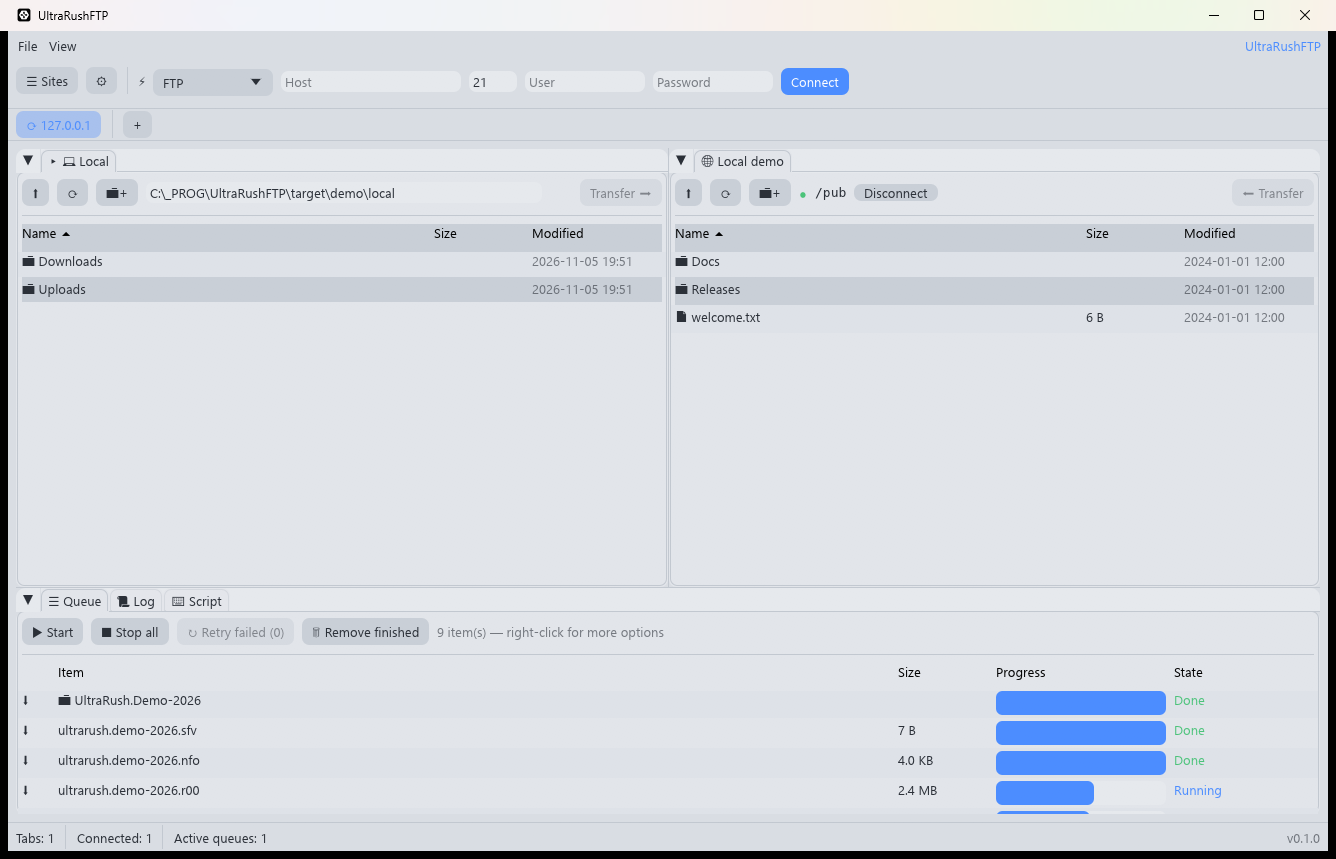 UltraRushFTP
File View UltraRushFTP
☰ Sites ⚙ ⚡ FTP ▼ Host 21 User Password Connect
⟳ 127.0.0.1 +
▼ ▸ Local
⬆ ⟳ + C:\_PROG\UltraRushFTP\target\demo\local Transfer ➡
Name Size Modified
Downloads 2026-11-05 19:51
Uploads 2026-11-05 19:51
▼ Local demo
⬆ ⟳ + ● /pub Disconnect ⬅ Transfer
Name Size Modified
Docs 2024-01-01 12:00
Releases 2024-01-01 12:00
welcome.txt 6 B 2024-01-01 12:00
▼ ☰ Queue Log Script
▶ Start ■ Stop all ↻ Retry failed (0) Remove finished 9 item(s) — right-click for more options
Item Size Progress State
⬇ UltraRush.Demo-2026 Done
⬇ ultrarush.demo-2026.sfv 7 B Done
⬇ ultrarush.demo-2026.nfo 4.0 KB Done
⬇ ultrarush.demo-2026.r00 2.4 MB Running
Tabs: 1 Connected: 1 Active queues: 1 v0.1.0